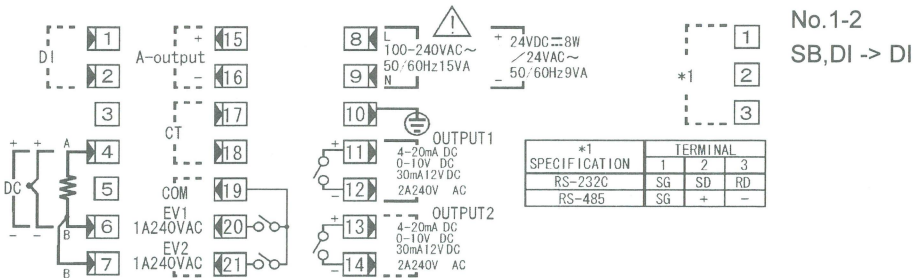 No.1-2
SB,DI -> DI
DI
1
2
3
4
5
6
7
+ + A
DC
- - B
B
A-output
+ 15
- 16
17
CT
18
COM 19
EV1
1A240VAC 20
EV2
1A240VAC 21
8 L
100-240VAC~
50/60Hz15VA
9 N
+ 24VDC⎓8W
/24VAC~
- 50/60Hz9VA
10
OUTPUT1
+ 11
4-20mA DC
0-10V DC
30mA12VDC
- 12
2A240V AC
OUTPUT2
+ 13
4-20mA DC
0-10V DC
30mA12VDC
- 14
2A240V AC
*1
1
2
3
*1 TERMINAL
SPECIFICATION 1 2 3
RS-232C SG SD RD
RS-485 SG + -